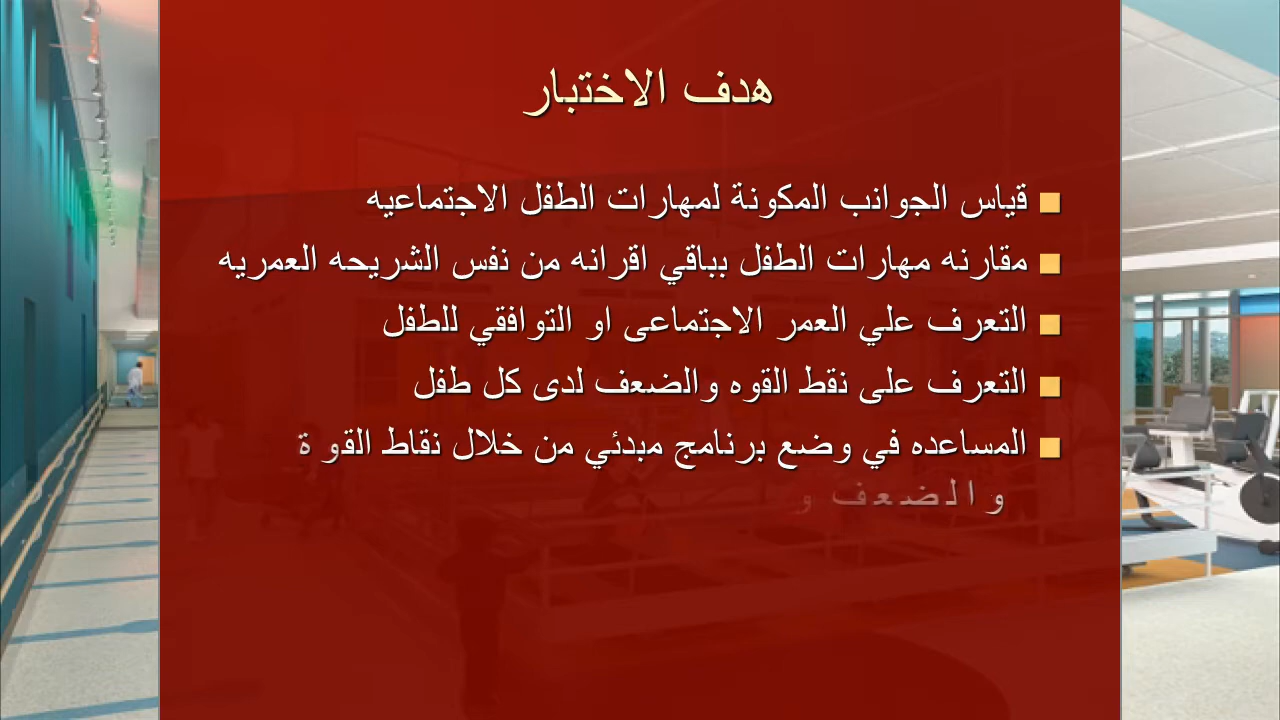 هدف الاختبار
قياس الجوانب المكونة لمهارات الطفل الاجتماعيه
مقارنه مهارات الطفل بباقي اقرانه من نفس الشريحه العمريه
التعرف علي العمر الاجتماعى او التوافقي للطفل
التعرف على نقط القوه والضعف لدى كل طفل
المساعده في وضع برنامج مبدئي من خلال نقاط القوة
والضعف و